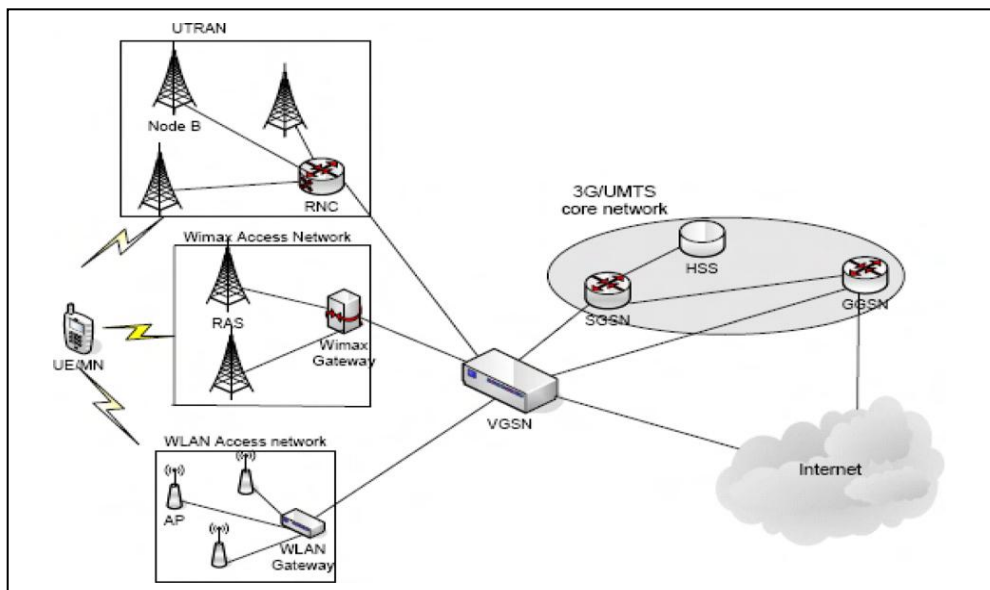 UTRAN
Node B
RNC
Wimax Access Network
RAS
Wimax
Gateway
UE/MN
WLAN Access network
AP
WLAN
Gateway
VGSN
3G/UMTS
core network
HSS
SGSN
GGSN
Internet